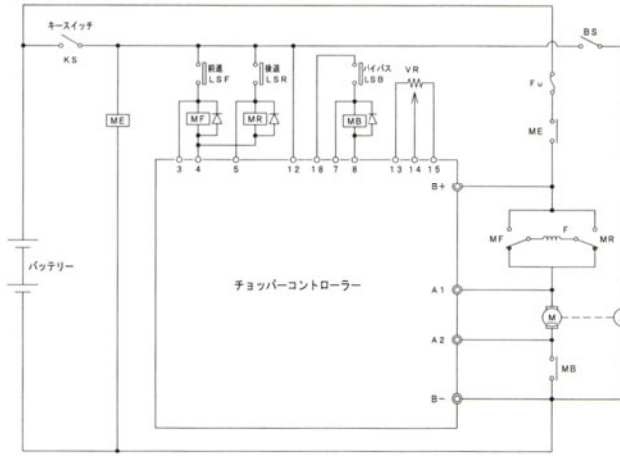 キースイッチ
KS
BS
前進
LSF
後退
LSR
バイパス
LSB
VR
Fu
ME
MF
MR
MB
ME
3
4
5
12
18
7
8
13
14
15
B+
MF
F
MR
バッテリー
チョッパーコントローラー
A1
M
A2
MB
B-